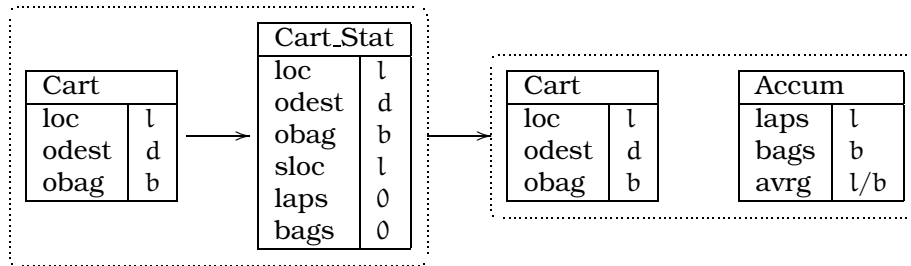 Cart
loc l
odest d
obag b
Cart_Stat
loc l
odest d
obag b
sloc l
laps 0
bags 0
Cart
loc l
odest d
obag b
Accum
laps l
bags b
avrg l/b